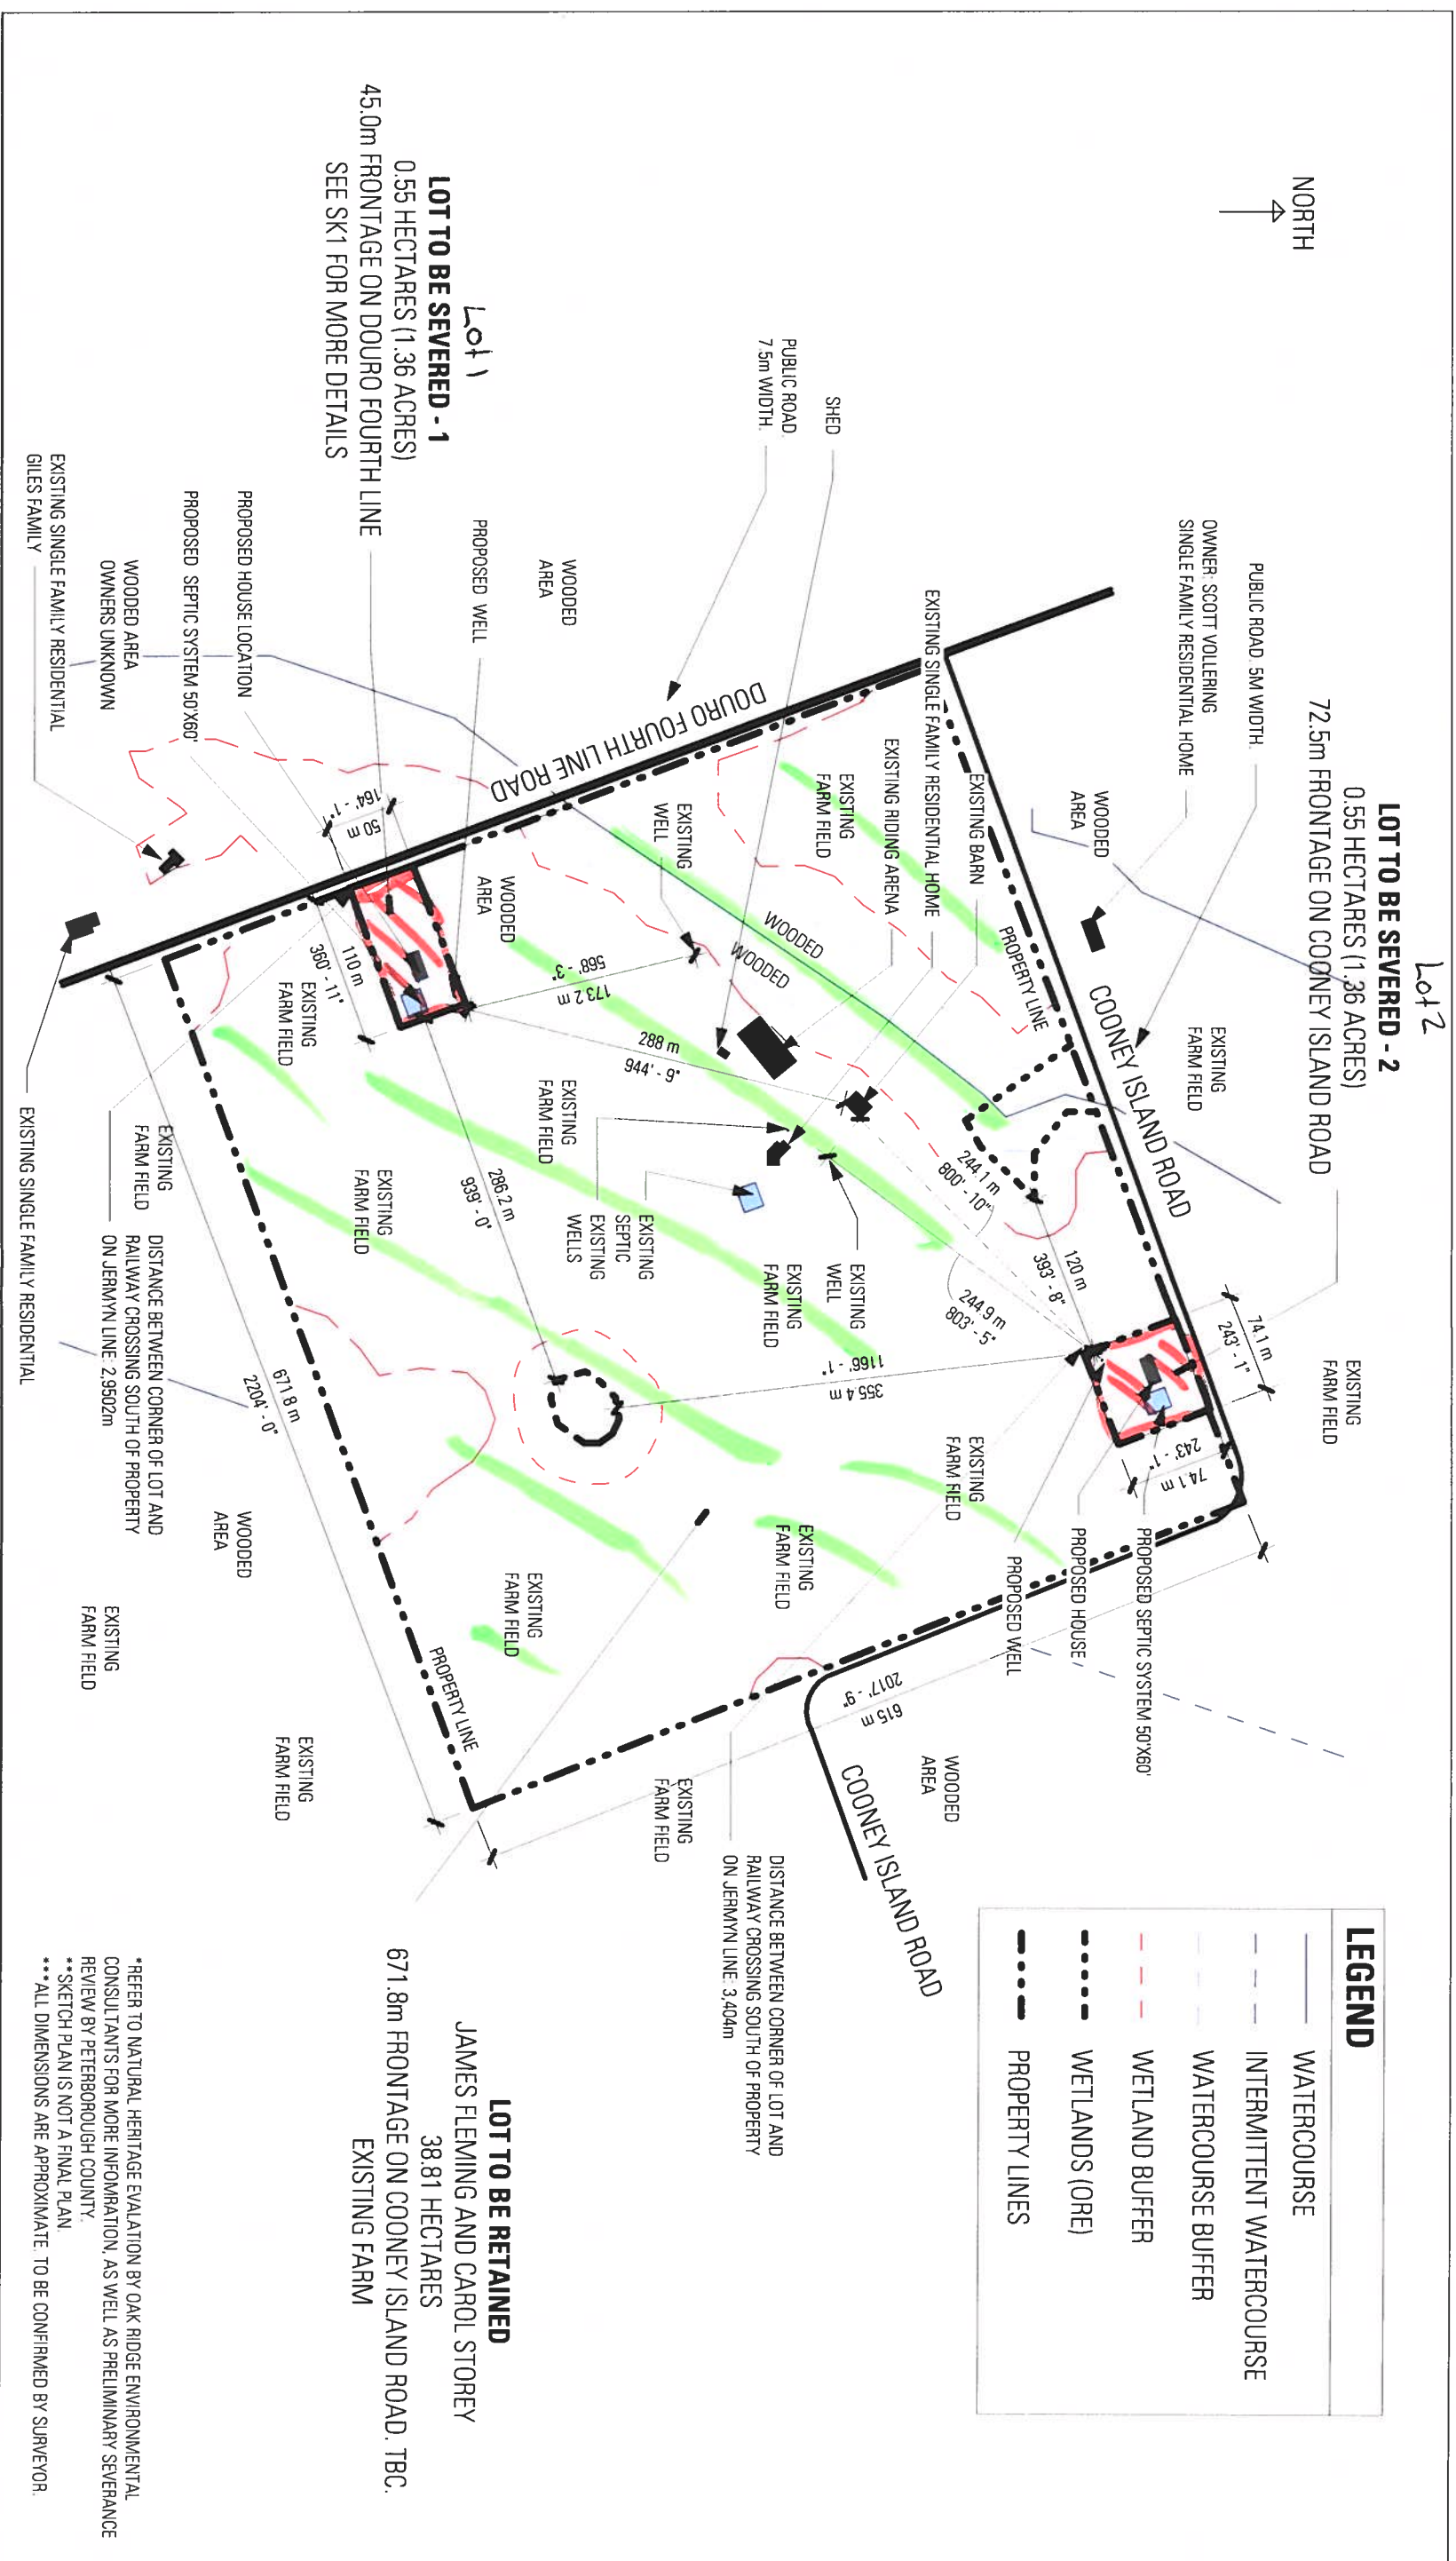 NORTH
Lot 2
LOT TO BE SEVERED - 2
0.55 HECTARES (1.36 ACRES)
72.5m FRONTAGE ON COONEY ISLAND ROAD
PUBLIC ROAD. 5M WIDTH.
OWNER: SCOTT VOLLERING
SINGLE FAMILY RESIDENTIAL HOME
WOODED
AREA
EXISTING
FARM FIELD
EXISTING
FARM FIELD
COONEY ISLAND ROAD
74.1 m
243' - 1"
243' - 1"
74.1 m
PROPERTY LINE
EXISTING BARN
EXISTING SINGLE FAMILY RESIDENTIAL HOME
EXISTING RIDING ARENA
EXISTING
FARM FIELD
SHED
PUBLIC ROAD.
7.5m WIDTH.
DOURO FOURTH LINE ROAD
WOODED
WOODED
EXISTING
WELL
WOODED
AREA
WOODED
AREA
244.1 m
800' - 10"
120 m
393' - 8"
244.9 m
803' - 5"
1166' - 1"
355.4 m
568' - 3"
173.2 m
288 m
944' - 9"
286.2 m
939' - 0"
EXISTING
WELL
EXISTING
FARM FIELD
EXISTING
SEPTIC
EXISTING
WELLS
EXISTING
FARM FIELD
EXISTING
FARM FIELD
EXISTING
FARM FIELD
EXISTING
FARM FIELD
EXISTING
FARM FIELD
EXISTING
FARM FIELD
EXISTING
FARM FIELD
PROPOSED SEPTIC SYSTEM 50'X60'
PROPOSED HOUSE
PROPOSED WELL
2017' - 9"
615 m
WOODED
AREA
COONEY ISLAND ROAD
EXISTING
FARM FIELD
DISTANCE BETWEEN CORNER OF LOT AND
RAILWAY CROSSING SOUTH OF PROPERTY
ON JERMYN LINE: 3,404m
Lot 1
LOT TO BE SEVERED - 1
0.55 HECTARES (1.36 ACRES)
45.0m FRONTAGE ON DOURO FOURTH LINE
SEE SK1 FOR MORE DETAILS
PROPOSED WELL
PROPOSED HOUSE LOCATION
PROPOSED SEPTIC SYSTEM 50'X60'
WOODED AREA
OWNERS UNKNOWN
EXISTING SINGLE FAMILY RESIDENTIAL
GILES FAMILY
164' - 1"
50 m
110 m
360' - 11"
EXISTING SINGLE FAMILY RESIDENTIAL
DISTANCE BETWEEN CORNER OF LOT AND
RAILWAY CROSSING SOUTH OF PROPERTY
ON JERMYN LINE: 2,9502m
671.8 m
2204' - 0"
PROPERTY LINE
WOODED
AREA
EXISTING
FARM FIELD
EXISTING
FARM FIELD
LEGEND
WATERCOURSE
INTERMITTENT WATERCOURSE
WATERCOURSE BUFFER
WETLAND BUFFER
WETLANDS (ORE)
PROPERTY LINES
LOT TO BE RETAINED
JAMES FLEMING AND CAROL STOREY
38.81 HECTARES
671.8m FRONTAGE ON COONEY ISLAND ROAD. TBC.
EXISTING FARM
*REFER TO NATURAL HERITAGE EVALATION BY OAK RIDGE ENVIRONMENTAL
CONSULTANTS FOR MORE INFOMRATION, AS WELL AS PRELIMINARY SEVERANCE
REVIEW BY PETERBOROUGH COUNTY.
**SKETCH PLAN IS NOT A FINAL PLAN.
***ALL DIMENSIONS ARE APPROXIMATE. TO BE CONFIRMED BY SURVEYOR.